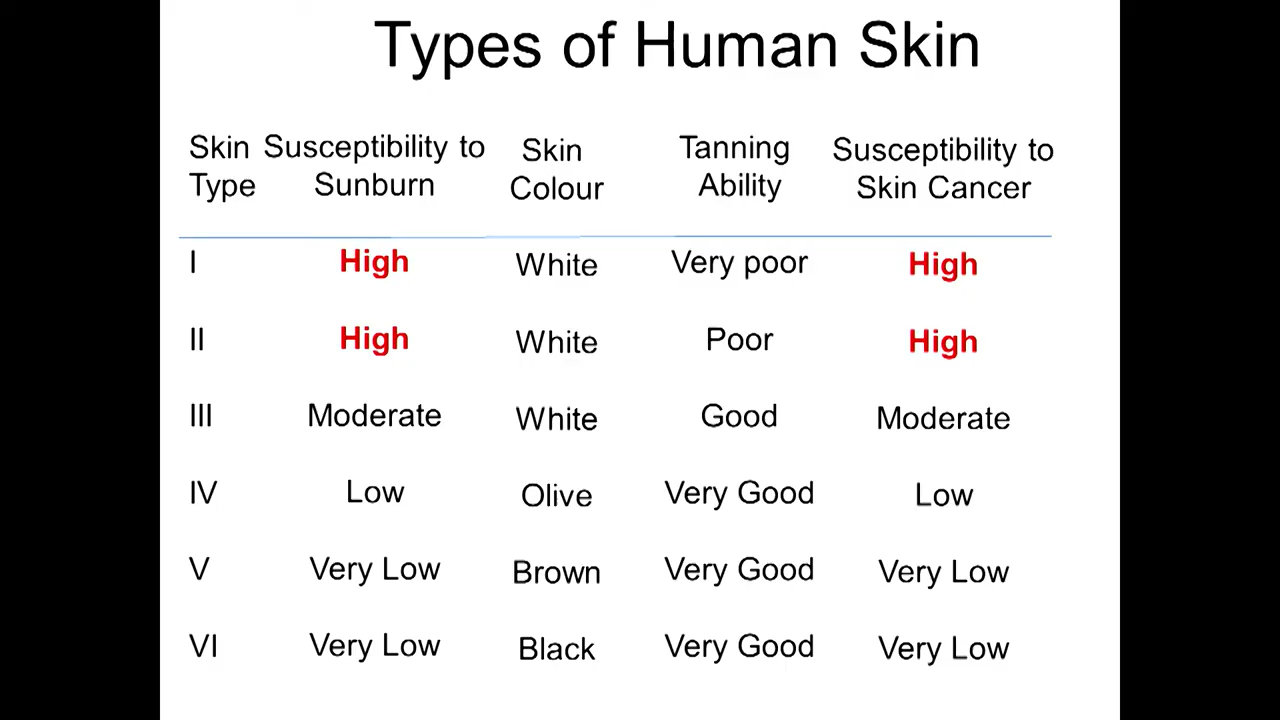 Types of Human Skin
Skin Type Susceptibility to Sunburn Skin Colour Tanning Ability Susceptibility to Skin Cancer
I High White Very poor High
II High White Poor High
III Moderate White Good Moderate
IV Low Olive Very Good Low
V Very Low Brown Very Good Very Low
VI Very Low Black Very Good Very Low